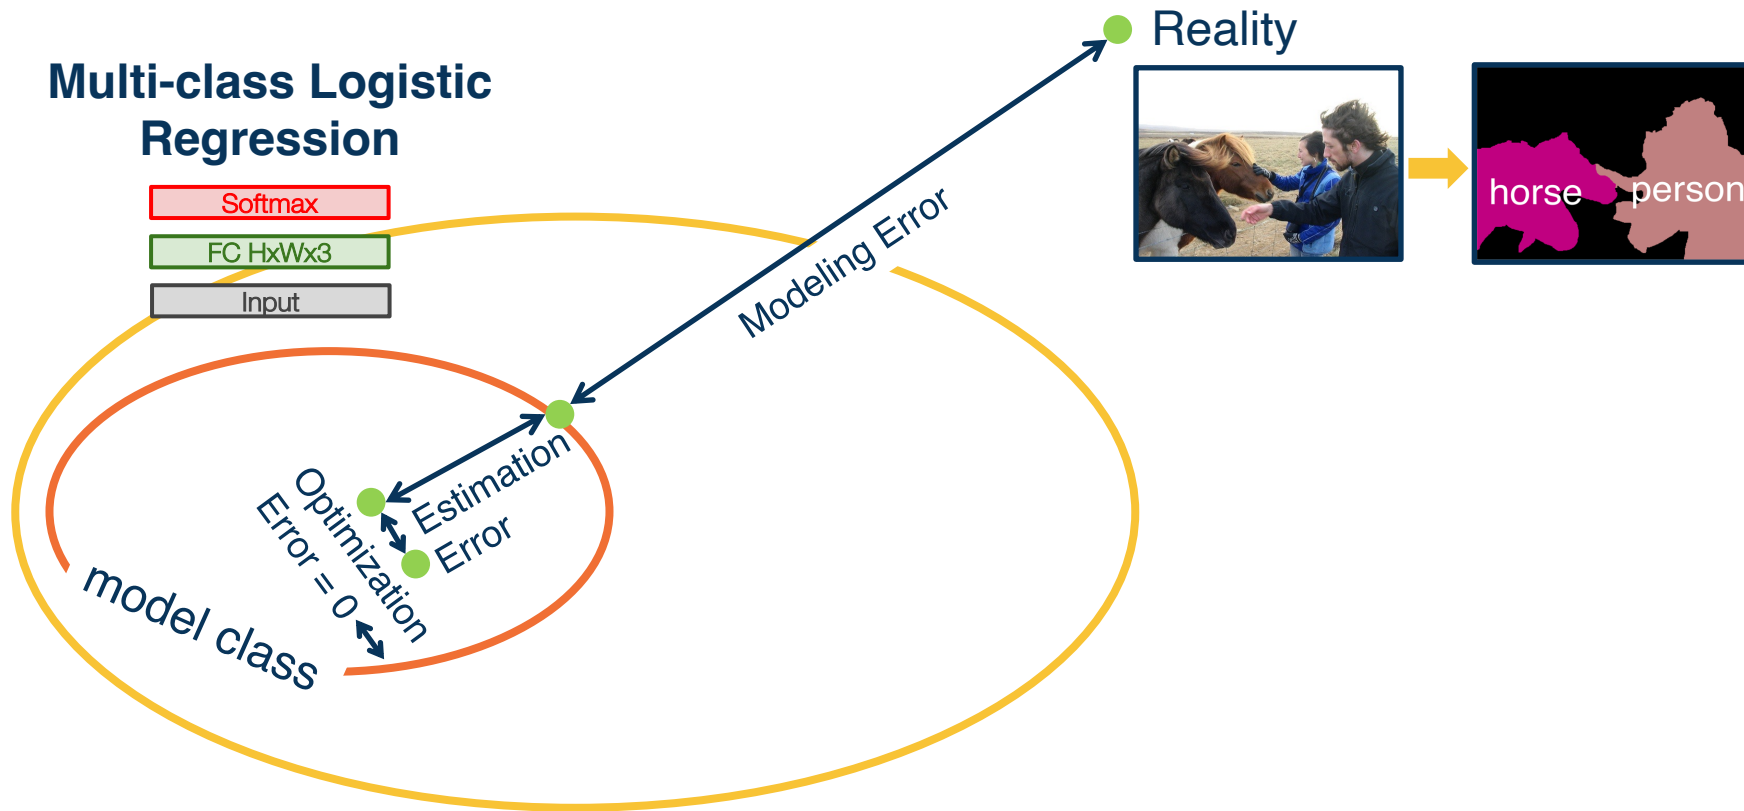 Reality
Multi-class Logistic
Regression
Softmax
FC HxWx3
Input
horse
person
Modeling Error
Estimation
Error
Optimization
Error = 0
model class